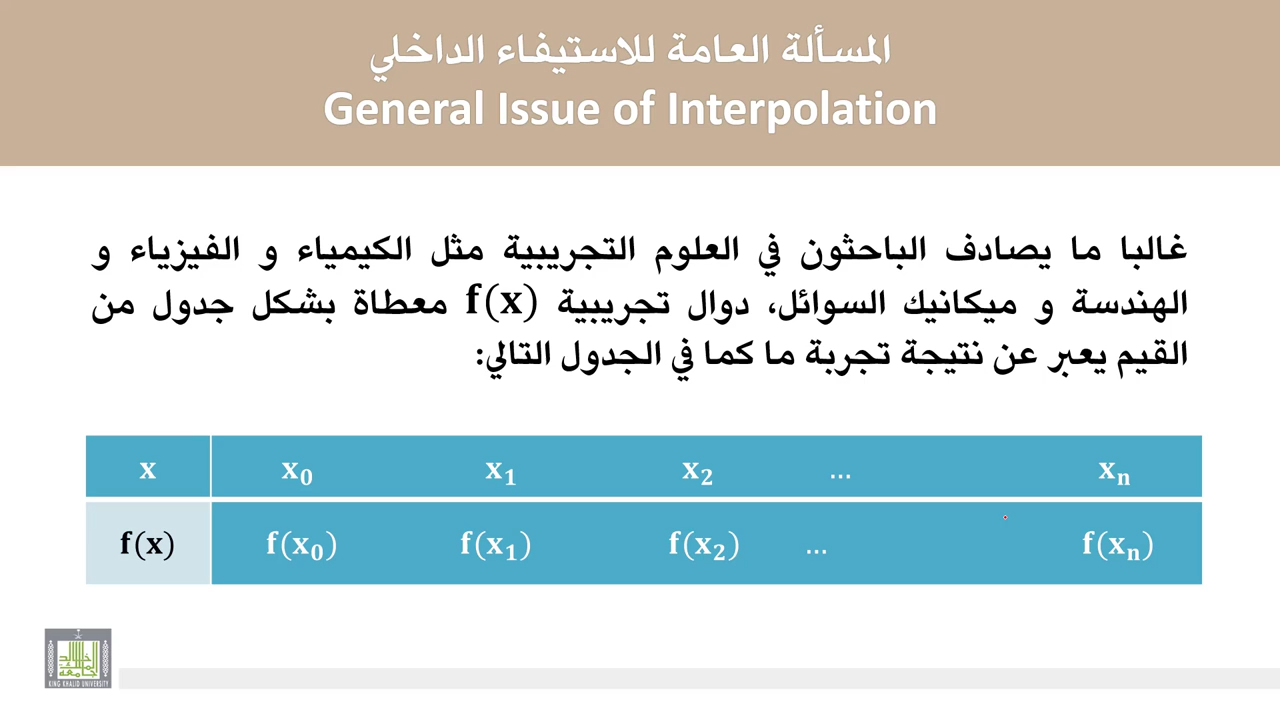 المسألة العامة للاستيفاء الداخلي
General Issue of Interpolation
غالبا ما يصادف الباحثون في العلوم التجريبية مثل الكيمياء و الفيزياء و
الهندسة و ميكانيك السوائل، دوال تجريبية f(x) معطاة بشكل جدول من
القيم يعبر عن نتيجة تجربة ما كما في الجدول التالي:
x x₀ x₁ x₂ ... xₙ
f(x) f(x₀) f(x₁) f(x₂) ... f(xₙ)
KING KHALID UNIVERSITY